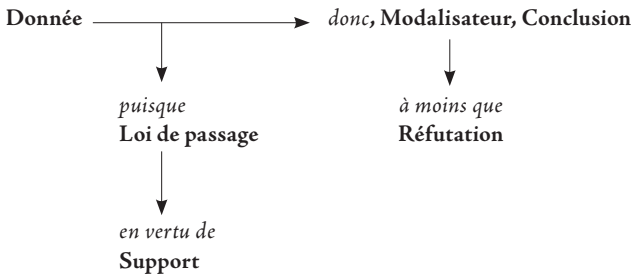 Donnée donc, Modalisateur, Conclusion
puisque
Loi de passage
à moins que
Réfutation
en vertu de
Support